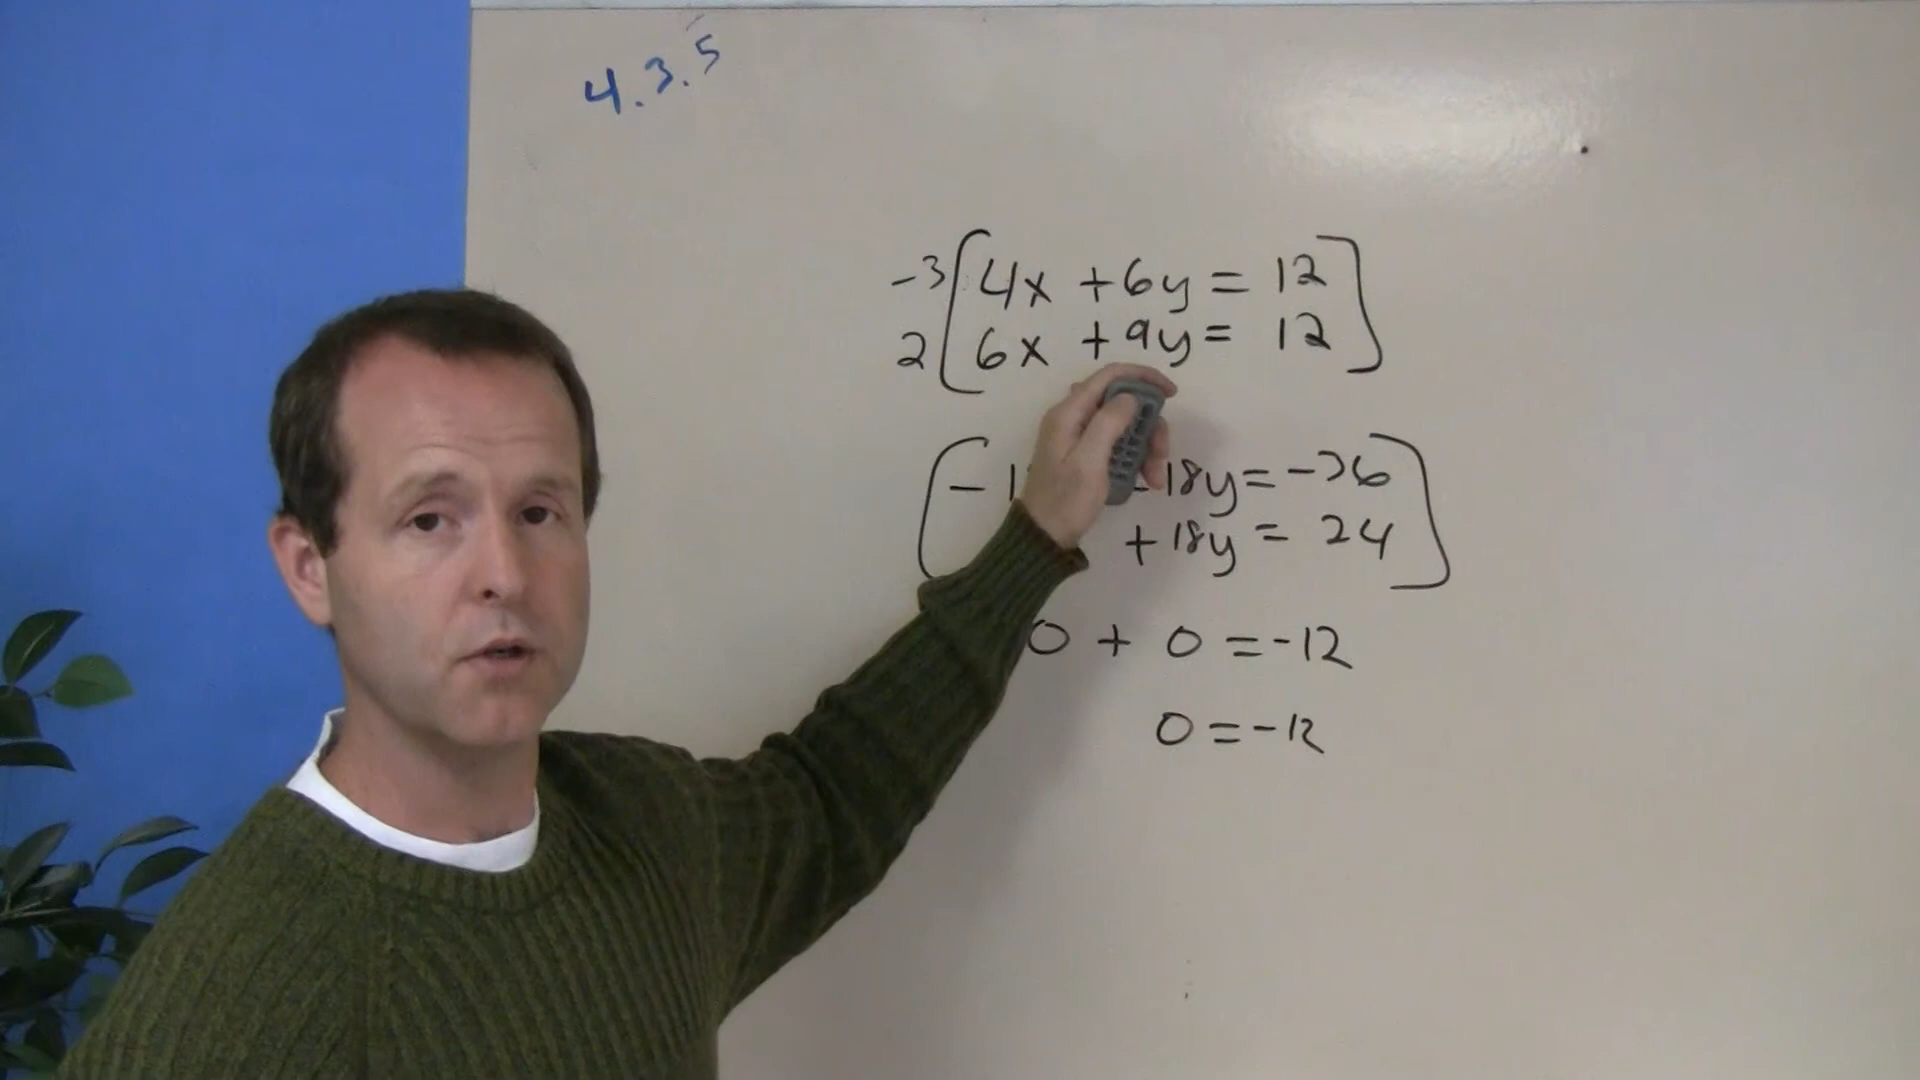 4.3.5
-3 4x + 6y = 12
2 6x + 9y = 12
-18y = -36
+ 18y = 24
0 + 0 = -12
0 = -12